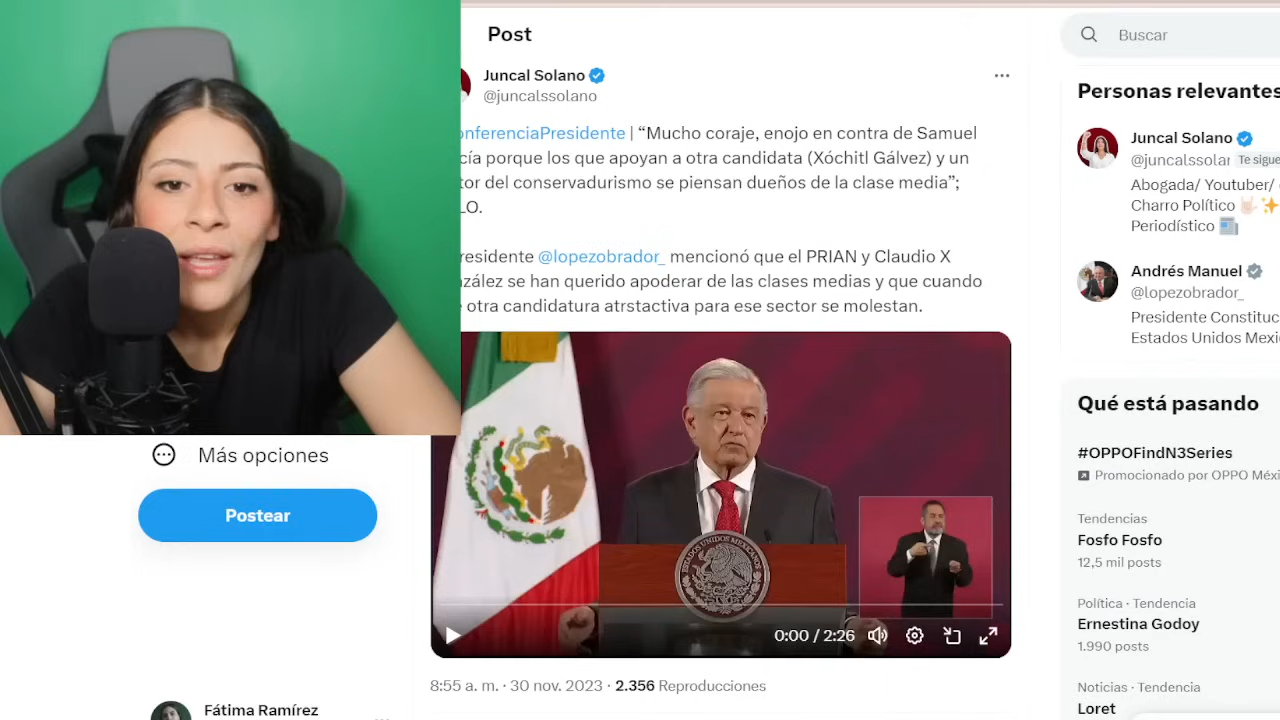 Post
Buscar
Juncal Solano
@juncalssolano
Personas relevantes
onferenciaPresidente | “Mucho coraje, enojo en contra de Samuel
cía porque los que apoyan a otra candidata (Xóchitl Gálvez) y un
tor del conservadurismo se piensan dueños de la clase media”;
LO.
Juncal Solano
@juncalssolar Te sigue
Abogada/ Youtuber/
Charro Político
Periodístico
residente @lopezobrador_ mencionó que el PRIAN y Claudio X
nzález se han querido apoderar de las clases medias y que cuando
otra candidatura atrstactiva para ese sector se molestan.
Andrés Manuel
@lopezobrador_
Presidente Constituc
Estados Unidos Mexi
Qué está pasando
#OPPOFindN3Series
Promocionado por OPPO Méxi
Más opciones
Postear
Tendencias
Fosfo Fosfo
12,5 mil posts
ESTADOS UNIDOS MEXICANOS
Política · Tendencia
Ernestina Godoy
1.990 posts
0:00 / 2:26
8:55 a. m. · 30 nov. 2023 · 2.356 Reproducciones
Noticias · Tendencia
Loret
Fátima Ramírez